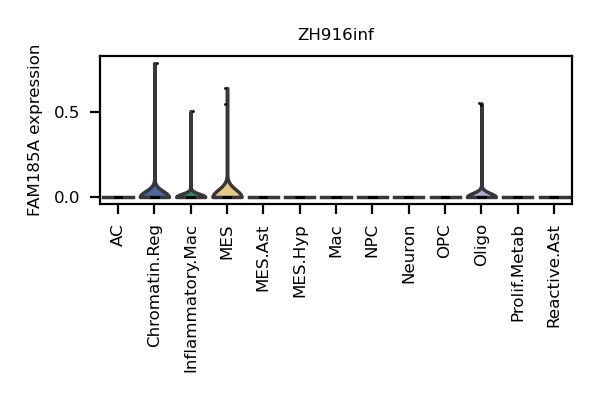 ZH916inf
FAM185A expression
0.5
0.0
AC
Chromatin.Reg
Inflammatory.Mac
MES
MES.Ast
MES.Hyp
Mac
NPC
Neuron
OPC
Oligo
Prolif.Metab
Reactive.Ast